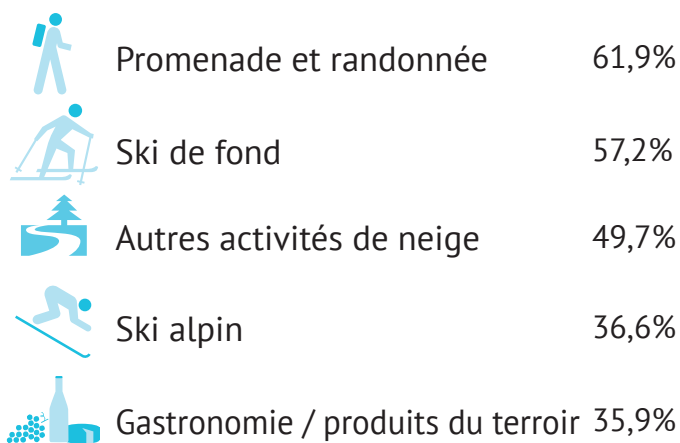 Promenade et randonnée 61,9%
Ski de fond 57,2%
Autres activités de neige 49,7%
Ski alpin 36,6%
Gastronomie / produits du terroir 35,9%